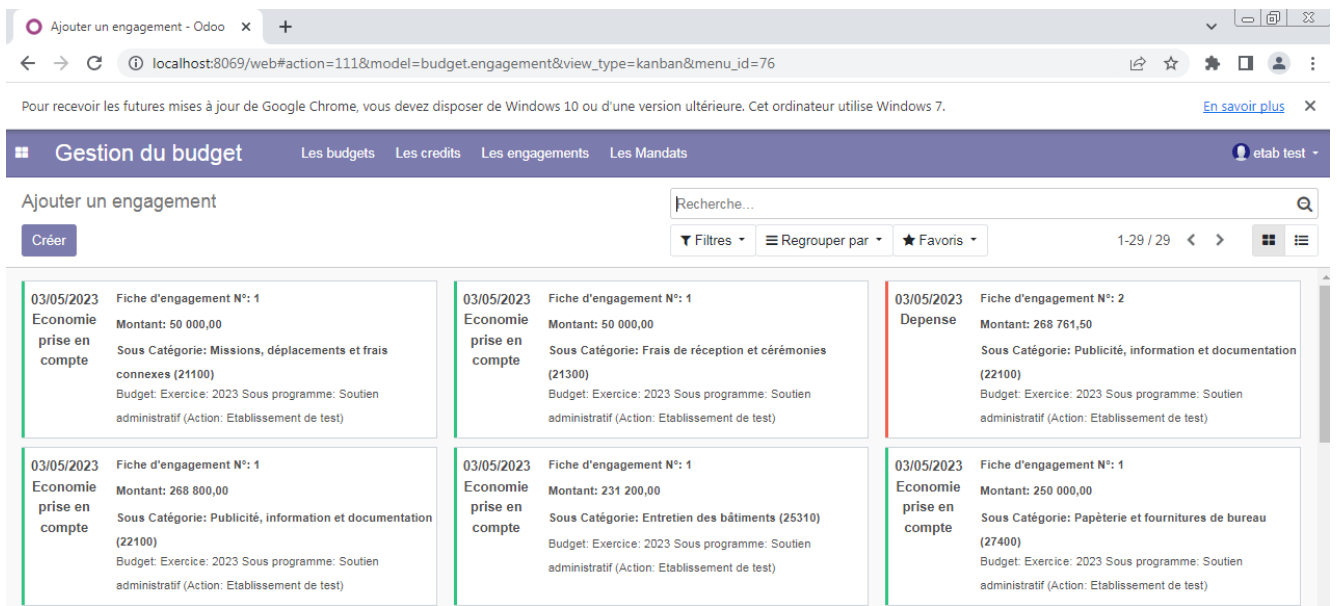 Ajouter un engagement - Odoo
localhost:8069/web#action=111&model=budget.engagement&view_type=kanban&menu_id=76
Pour recevoir les futures mises à jour de Google Chrome, vous devez disposer de Windows 10 ou d'une version ultérieure. Cet ordinateur utilise Windows 7. En savoir plus
Gestion du budget Les budgets Les credits Les engagements Les Mandats etab test
Ajouter un engagement
Recherche...
Créer
Filtres Regrouper par Favoris 1-29 / 29
03/05/2023
Economie
prise en
compte
Fiche d'engagement N°: 1
Montant: 50 000,00
Sous Catégorie: Missions, déplacements et frais
connexes (21100)
Budget: Exercice: 2023 Sous programme: Soutien
administratif (Action: Etablissement de test)
03/05/2023
Economie
prise en
compte
Fiche d'engagement N°: 1
Montant: 50 000,00
Sous Catégorie: Frais de réception et cérémonies
(21300)
Budget: Exercice: 2023 Sous programme: Soutien
administratif (Action: Etablissement de test)
03/05/2023
Depense
Fiche d'engagement N°: 2
Montant: 268 761,50
Sous Catégorie: Publicité, information et documentation
(22100)
Budget: Exercice: 2023 Sous programme: Soutien
administratif (Action: Etablissement de test)
03/05/2023
Economie
prise en
compte
Fiche d'engagement N°: 1
Montant: 268 800,00
Sous Catégorie: Publicité, information et documentation
(22100)
Budget: Exercice: 2023 Sous programme: Soutien
administratif (Action: Etablissement de test)
03/05/2023
Economie
prise en
compte
Fiche d'engagement N°: 1
Montant: 231 200,00
Sous Catégorie: Entretien des bâtiments (25310)
Budget: Exercice: 2023 Sous programme: Soutien
administratif (Action: Etablissement de test)
03/05/2023
Economie
prise en
compte
Fiche d'engagement N°: 1
Montant: 250 000,00
Sous Catégorie: Papèterie et fournitures de bureau
(27400)
Budget: Exercice: 2023 Sous programme: Soutien
administratif (Action: Etablissement de test)